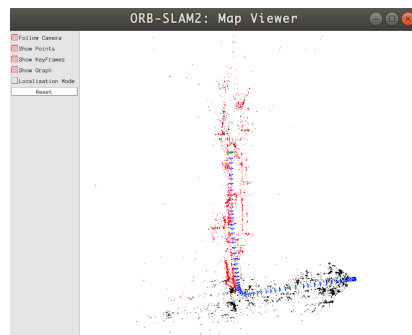 ORB-SLAM2: Map Viewer
Follow Camera
Show Points
Show KeyFrames
Show Graph
Localization Mode
Reset